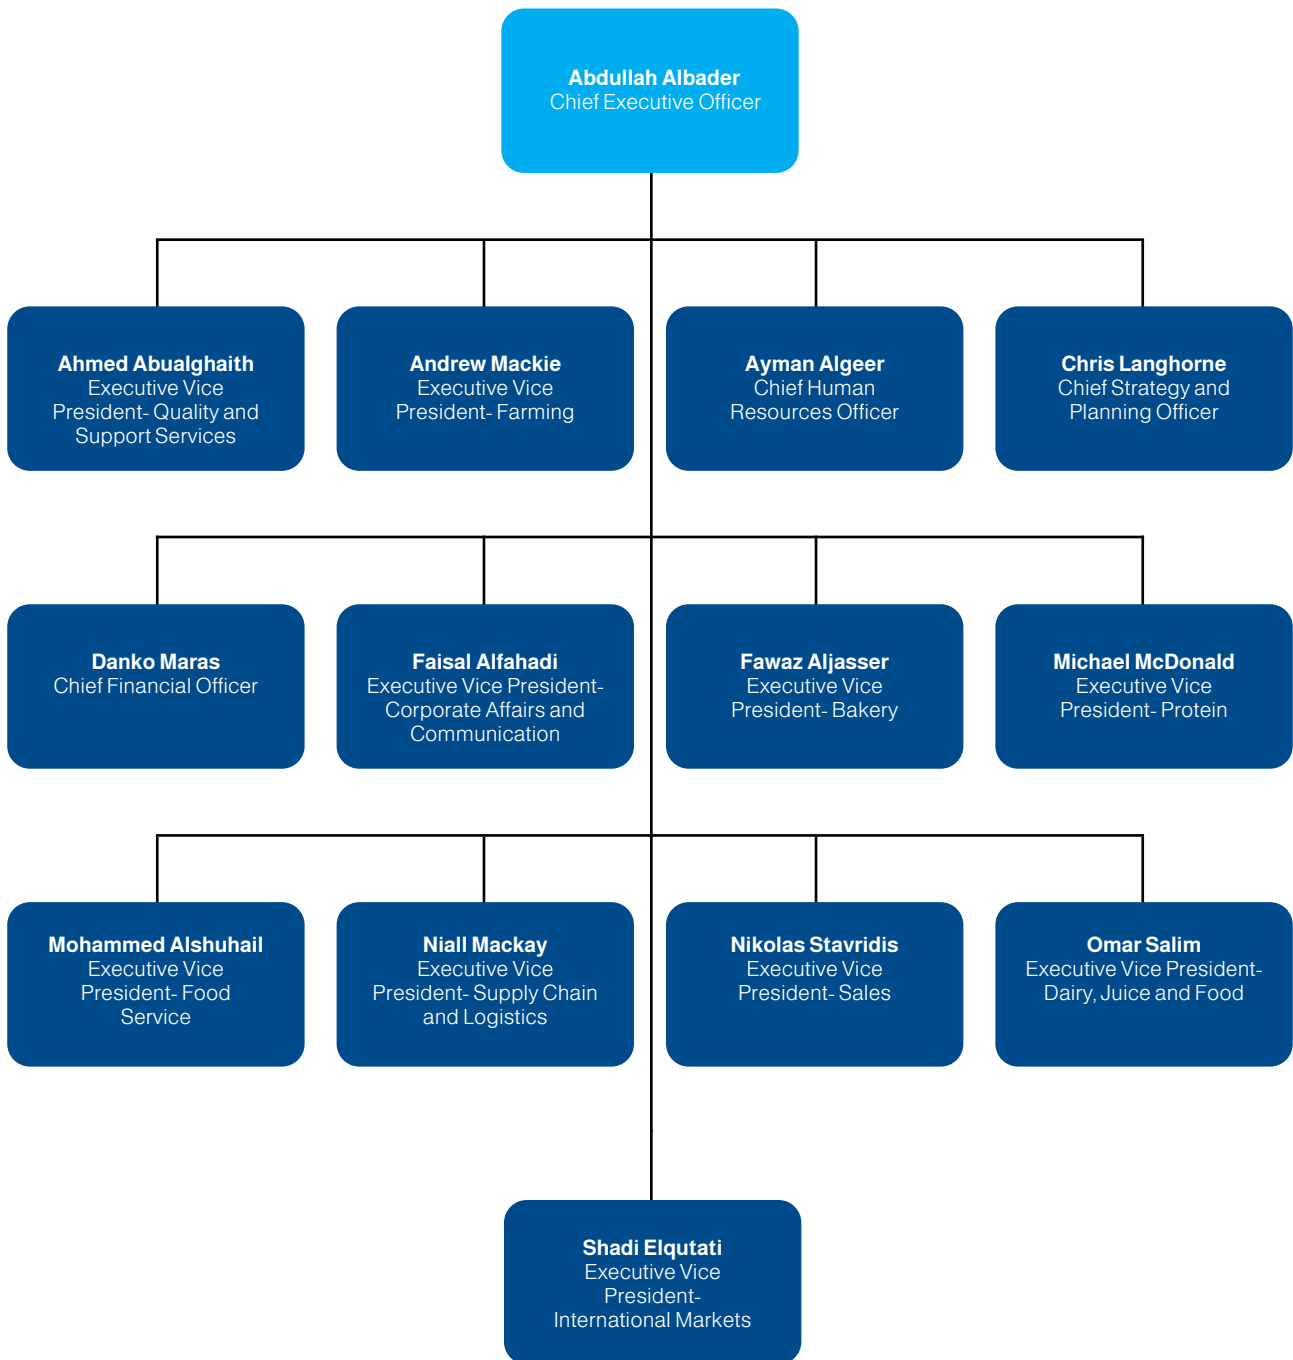 Abdullah Albader
Chief Executive Officer
Ahmed Abualghaith
Executive Vice
President- Quality and
Support Services
Andrew Mackie
Executive Vice
President- Farming
Ayman Algeer
Chief Human
Resources Officer
Chris Langhorne
Chief Strategy and
Planning Officer
Danko Maras
Chief Financial Officer
Faisal Alfahadi
Executive Vice President-
Corporate Affairs and
Communication
Fawaz Aljasser
Executive Vice
President- Bakery
Michael McDonald
Executive Vice
President- Protein
Mohammed Alshuhail
Executive Vice
President- Food
Service
Niall Mackay
Executive Vice
President- Supply Chain
and Logistics
Nikolas Stavridis
Executive Vice
President- Sales
Omar Salim
Executive Vice President-
Dairy, Juice and Food
Shadi Elqutati
Executive Vice
President-
International Markets